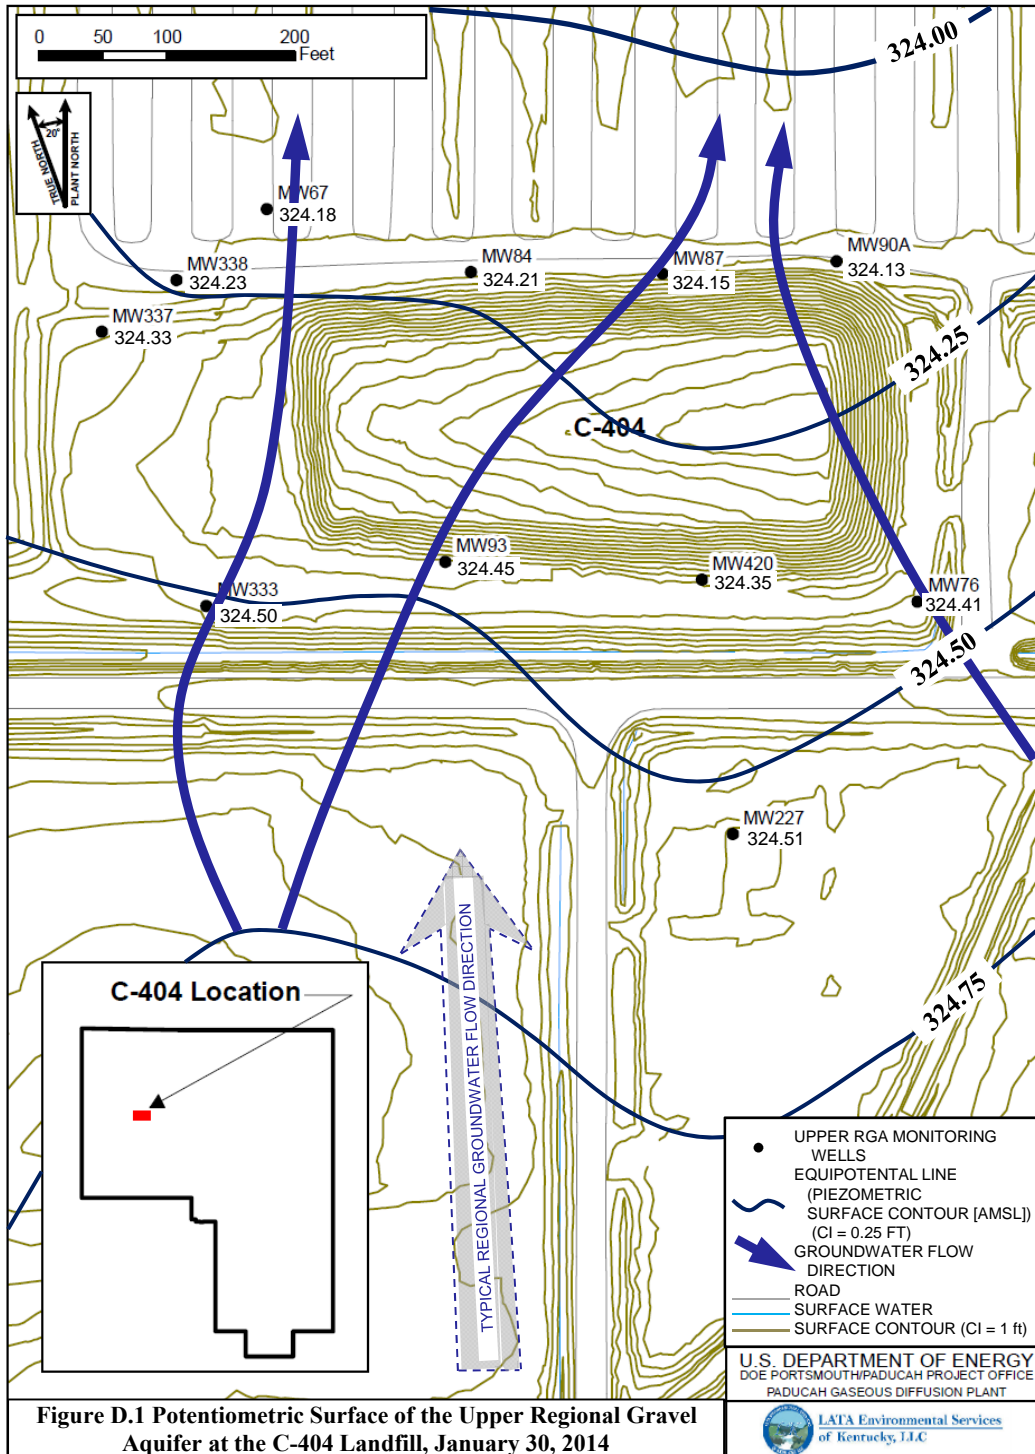 0 50 100 200
Feet
324.00
20°
TRUE NORTH
PLANT NORTH
MW67
324.18
MW338
324.23
MW84
324.21
MW87
324.15
MW90A
324.13
MW337
324.33
324.25
C-404
MW93
324.45
MW420
324.35
MW76
324.41
MW333
324.50
324.50
MW227
324.51
TYPICAL REGIONAL GROUNDWATER FLOW DIRECTION
324.75
C-404 Location
UPPER RGA MONITORING
WELLS
EQUIPOTENTAL LINE
(PIEZOMETRIC
SURFACE CONTOUR [AMSL])
(CI = 0.25 FT)
GROUNDWATER FLOW
DIRECTION
ROAD
SURFACE WATER
SURFACE CONTOUR (CI = 1 ft)
U.S. DEPARTMENT OF ENERGY
DOE PORTSMOUTH/PADUCAH PROJECT OFFICE
PADUCAH GASEOUS DIFFUSION PLANT
Figure D.1 Potentiometric Surface of the Upper Regional Gravel
Aquifer at the C-404 Landfill, January 30, 2014
LATA Environmental Services
of Kentucky, LLC